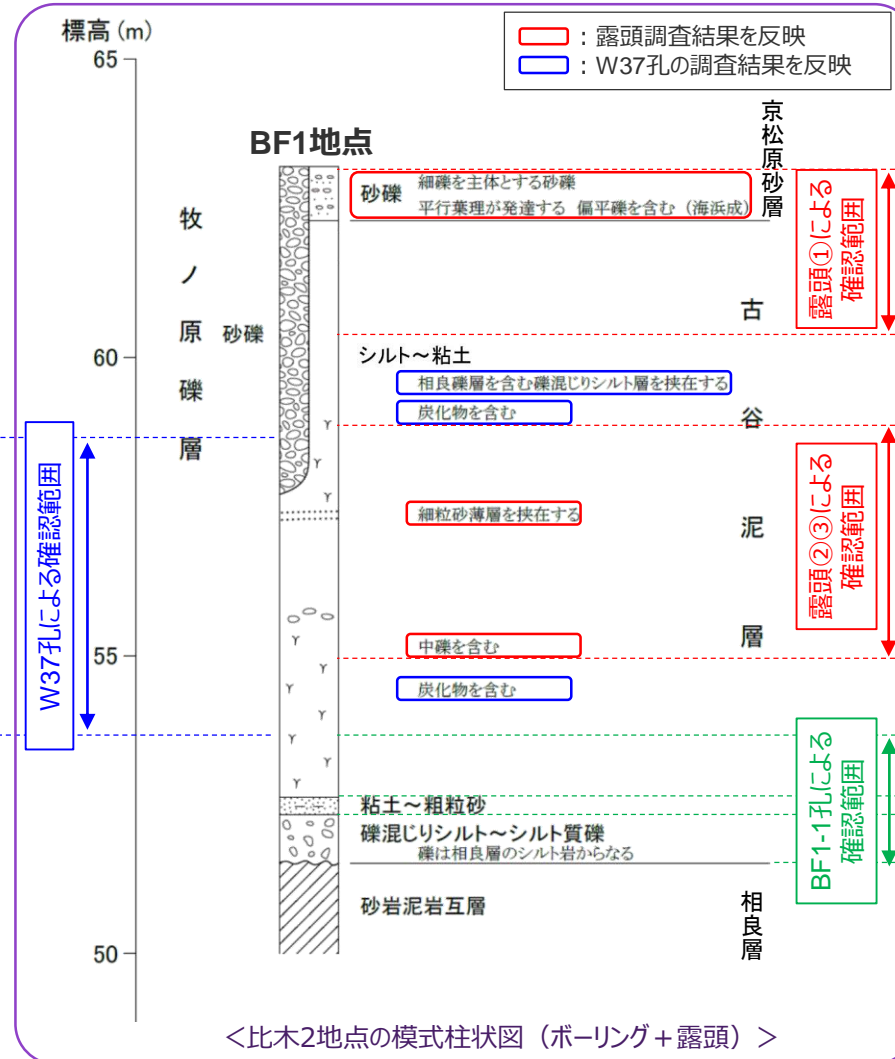 標高(m)
65
：露頭調査結果を反映
：W37孔の調査結果を反映
BF1地点
京松原砂層
砂礫
細礫を主体とする砂礫
平行葉理が発達する 偏平礫を含む（海浜成）
露頭①による
確認範囲
牧ノ原礫層
砂礫
古谷泥層
60
シルト～粘土
相良礫層を含む礫混じりシルト層を挟在する
炭化物を含む
W37孔による確認範囲
露頭②③による
確認範囲
細粒砂薄層を挟在する
55
中礫を含む
炭化物を含む
BF1-1孔による
確認範囲
粘土～粗粒砂
礫混じりシルト～シルト質礫
礫は相良層のシルト岩からなる
砂岩泥岩互層
相良層
50
＜比木2地点の模式柱状図（ボーリング＋露頭）＞